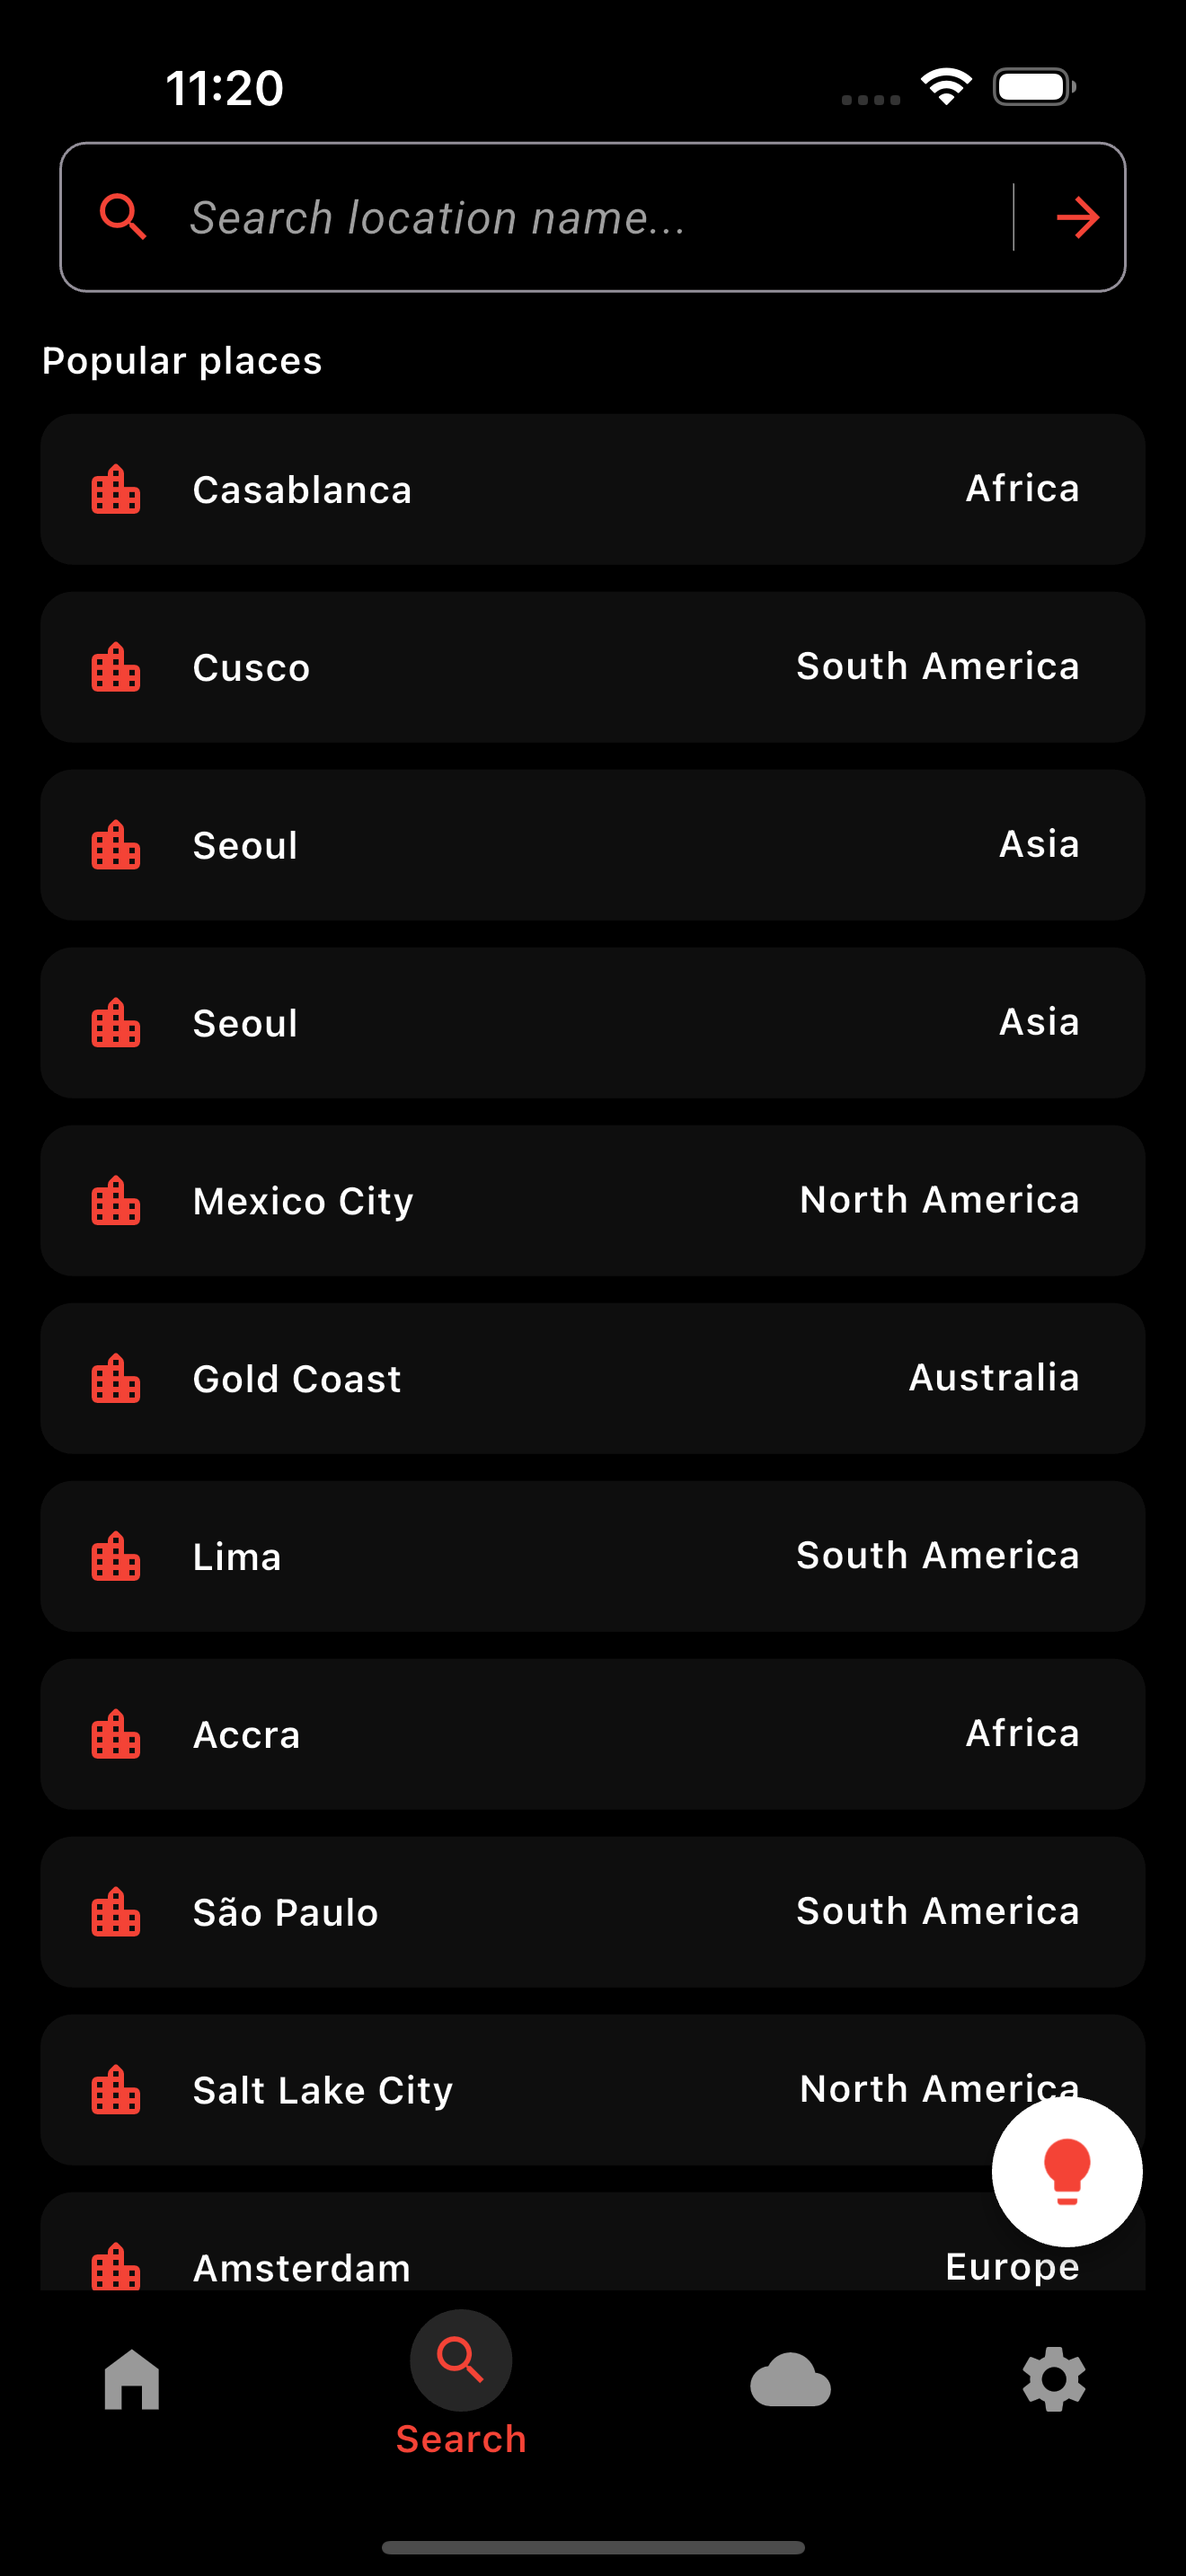 11:20
Search location name...
Popular places
Casablanca Africa
Cusco South America
Seoul Asia
Seoul Asia
Mexico City North America
Gold Coast Australia
Lima South America
Accra Africa
São Paulo South America
Salt Lake City North America
Amsterdam Europe
Search